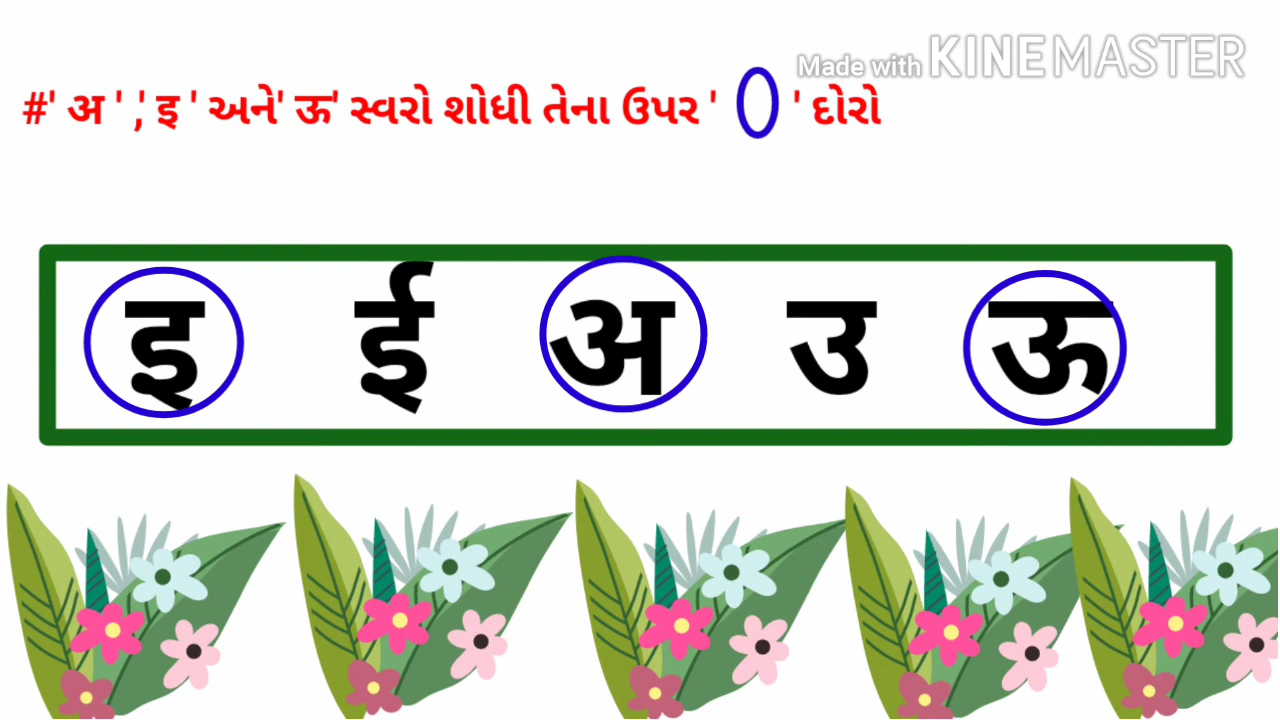 Made with KINEMASTER
#' अ ' ,' इ ' અને' ऊ' સ્વરો શોધી તેના ઉપર ' O ' દોરો
इ ई अ उ ऊ